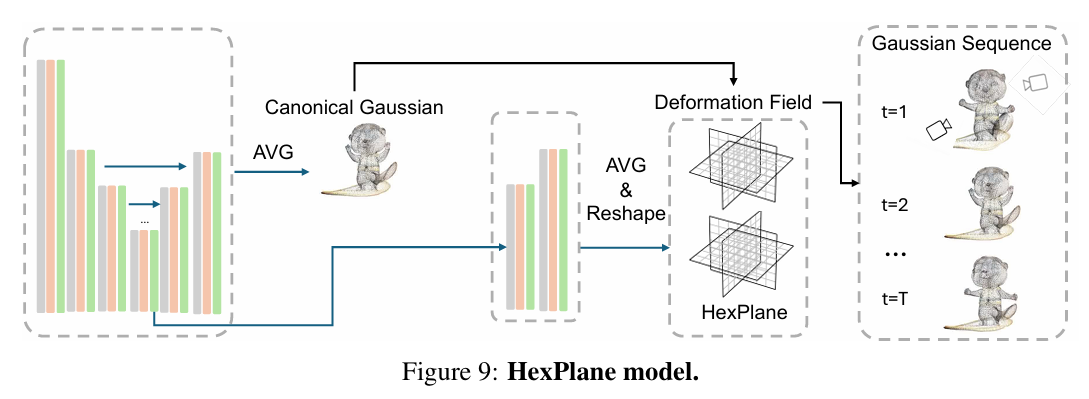 Gaussian Sequence
Canonical Gaussian
Deformation Field
t=1
AVG
AVG
&
Reshape
t=2
...
...
t=T
HexPlane
Figure 9: HexPlane model.